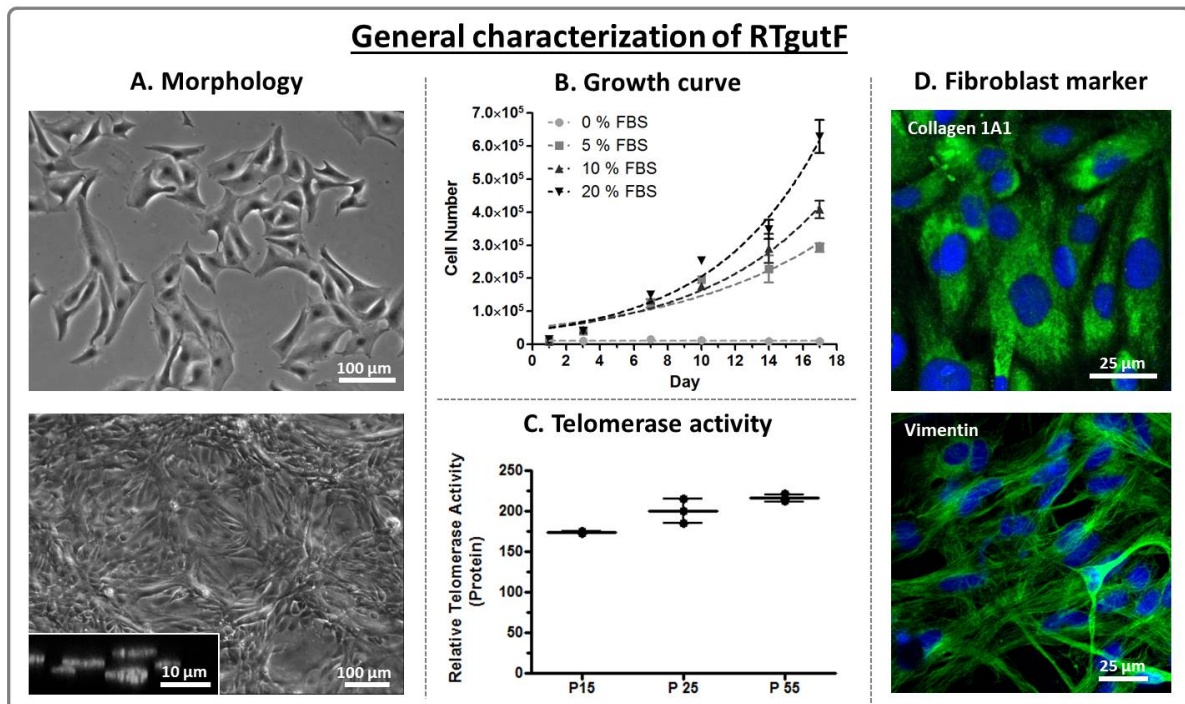 General characterization of RTgutF
A. Morphology
100 µm
100 µm
10 µm
B. Growth curve
7.0×10⁵
6.0×10⁵
5.0×10⁵
4.0×10⁵
3.0×10⁵
2.0×10⁵
1.0×10⁵
0
Cell Number
0 % FBS
5 % FBS
10 % FBS
20 % FBS
0 2 4 6 8 10 12 14 16 18
Day
C. Telomerase activity
250
200
150
100
50
0
Relative Telomerase Activity
(Protein)
P15 P 25 P 55
D. Fibroblast marker
Collagen 1A1
25 µm
Vimentin
25 µm